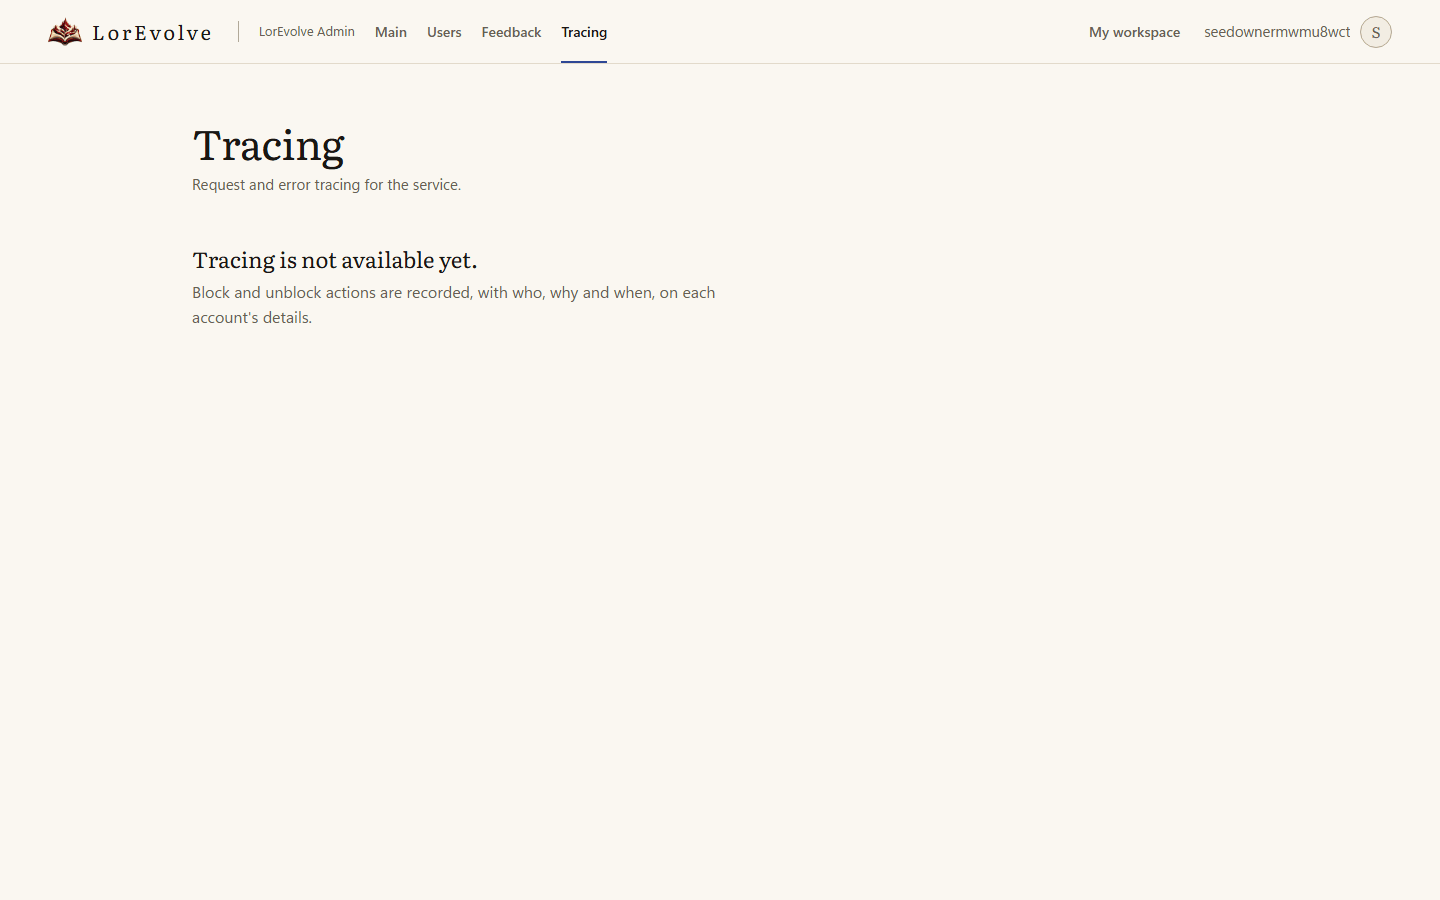 LorEvolve
LorEvolve Admin
Main
Users
Feedback
Tracing
My workspace
seedownermwmu8wct
S
Tracing
Request and error tracing for the service.
Tracing is not available yet.
Block and unblock actions are recorded, with who, why and when, on each
account's details.